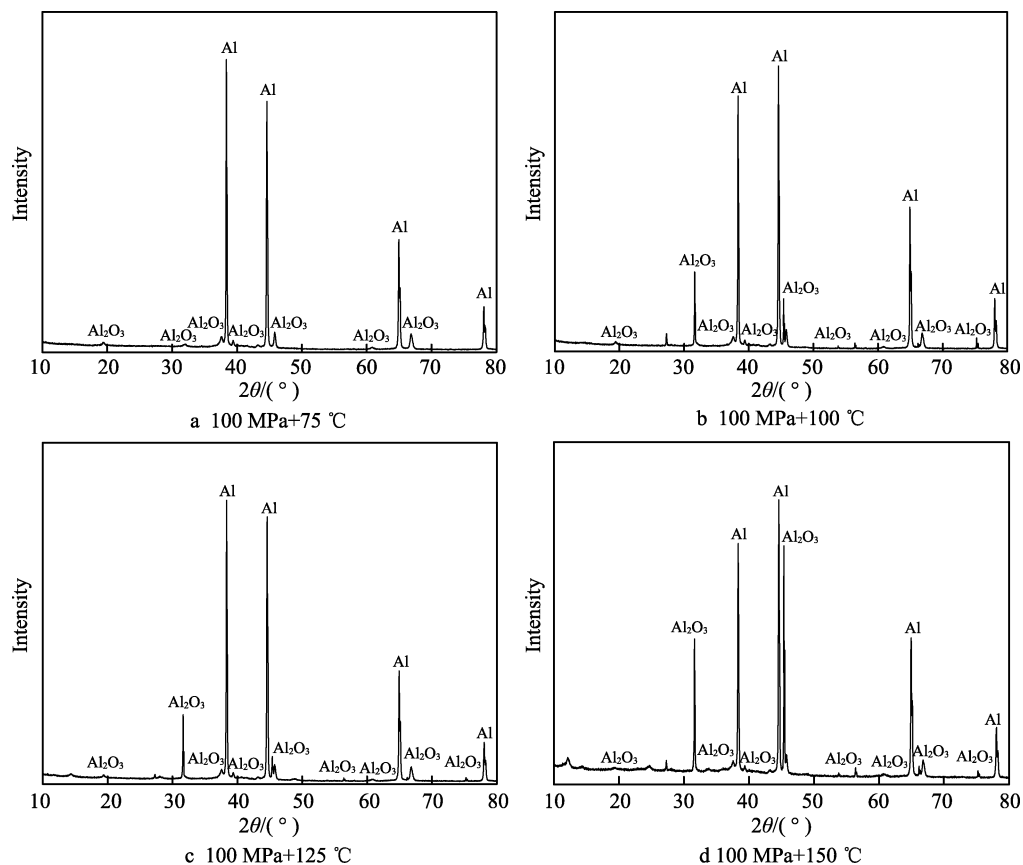 Al
Al
Al
Al
Al₂O₃
Al₂O₃
Al₂O₃
Al₂O₃
Al₂O₃
Al₂O₃
Intensity
10 20 30 40 50 60 70 80
2θ/( ° )
a 100 MPa+75 ℃
Al
Al
Al
Al
Al₂O₃
Al₂O₃
Al₂O₃
Al₂O₃
Al₂O₃
Al₂O₃
Al₂O₃
Al₂O₃
Al₂O₃
Intensity
10 20 30 40 50 60 70 80
2θ/( ° )
b 100 MPa+100 ℃
Al
Al
Al
Al
Al₂O₃
Al₂O₃
Al₂O₃
Al₂O₃
Al₂O₃
Al₂O₃
Al₂O₃
Al₂O₃
Al₂O₃
Intensity
10 20 30 40 50 60 70 80
2θ/( ° )
c 100 MPa+125 ℃
Al
Al
Al₂O₃
Al₂O₃
Al
Al
Al₂O₃
Al₂O₃
Al₂O₃
Al₂O₃
Al₂O₃
Al₂O₃
Al₂O₃
Intensity
10 20 30 40 50 60 70 80
2θ/( ° )
d 100 MPa+150 ℃